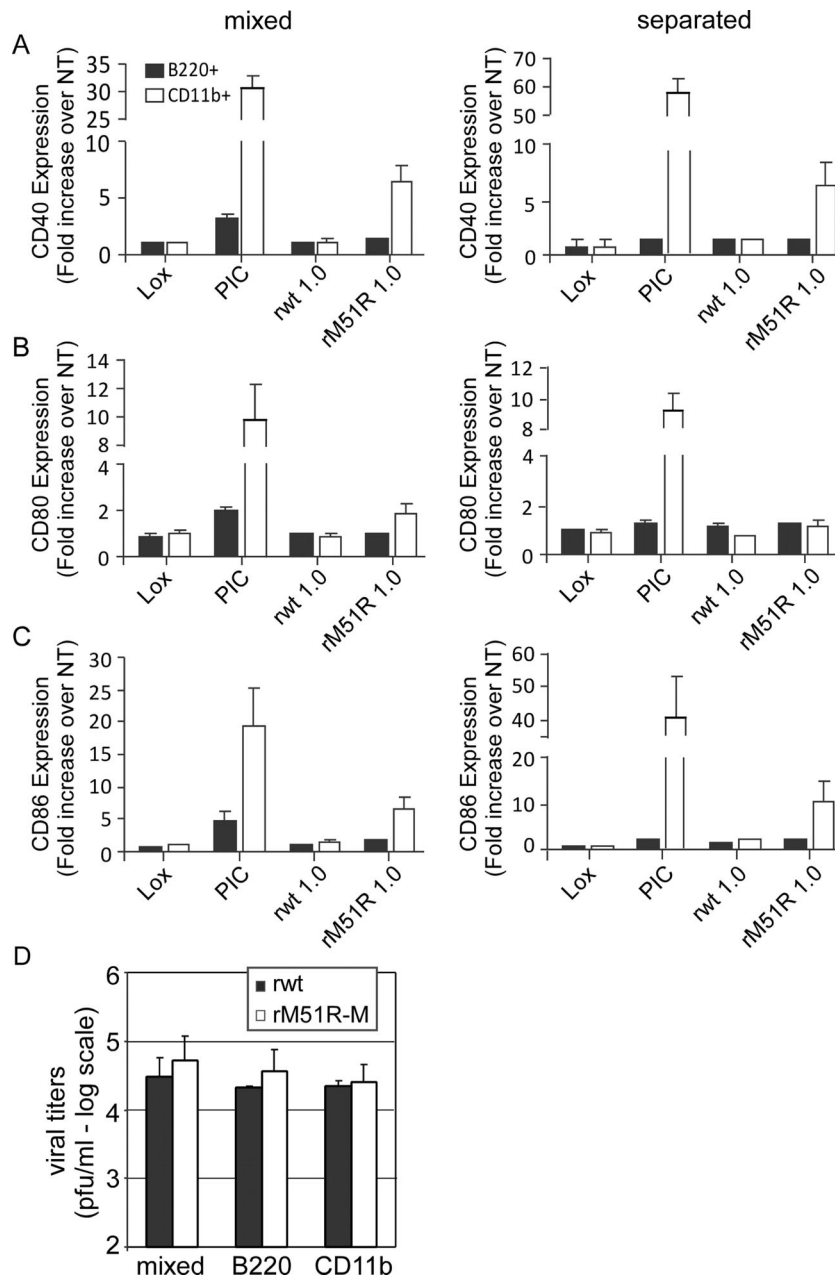 mixed
separated
A
CD40 Expression
(Fold increase over NT)
35
30
25
10
5
0
B220+
CD11b+
Lox
PIC
rwt 1.0
rM51R 1.0
CD40 Expression
(Fold increase over NT)
70
60
50
10
5
0
Lox
PIC
rwt 1.0
rM51R 1.0
B
CD80 Expression
(Fold increase over NT)
14
12
10
8
4
2
0
Lox
PIC
rwt 1.0
rM51R 1.0
CD80 Expression
(Fold increase over NT)
12
10
8
4
2
0
Lox
PIC
rwt 1.0
rM51R 1.0
C
CD86 Expression
(Fold increase over NT)
30
25
20
15
10
5
0
Lox
PIC
rwt 1.0
rM51R 1.0
CD86 Expression
(Fold increase over NT)
60
50
40
20
10
0
Lox
PIC
rwt 1.0
rM51R 1.0
D
viral titers
(pfu/ml - log scale)
6
5
4
3
2
rwt
rM51R-M
mixed
B220
CD11b